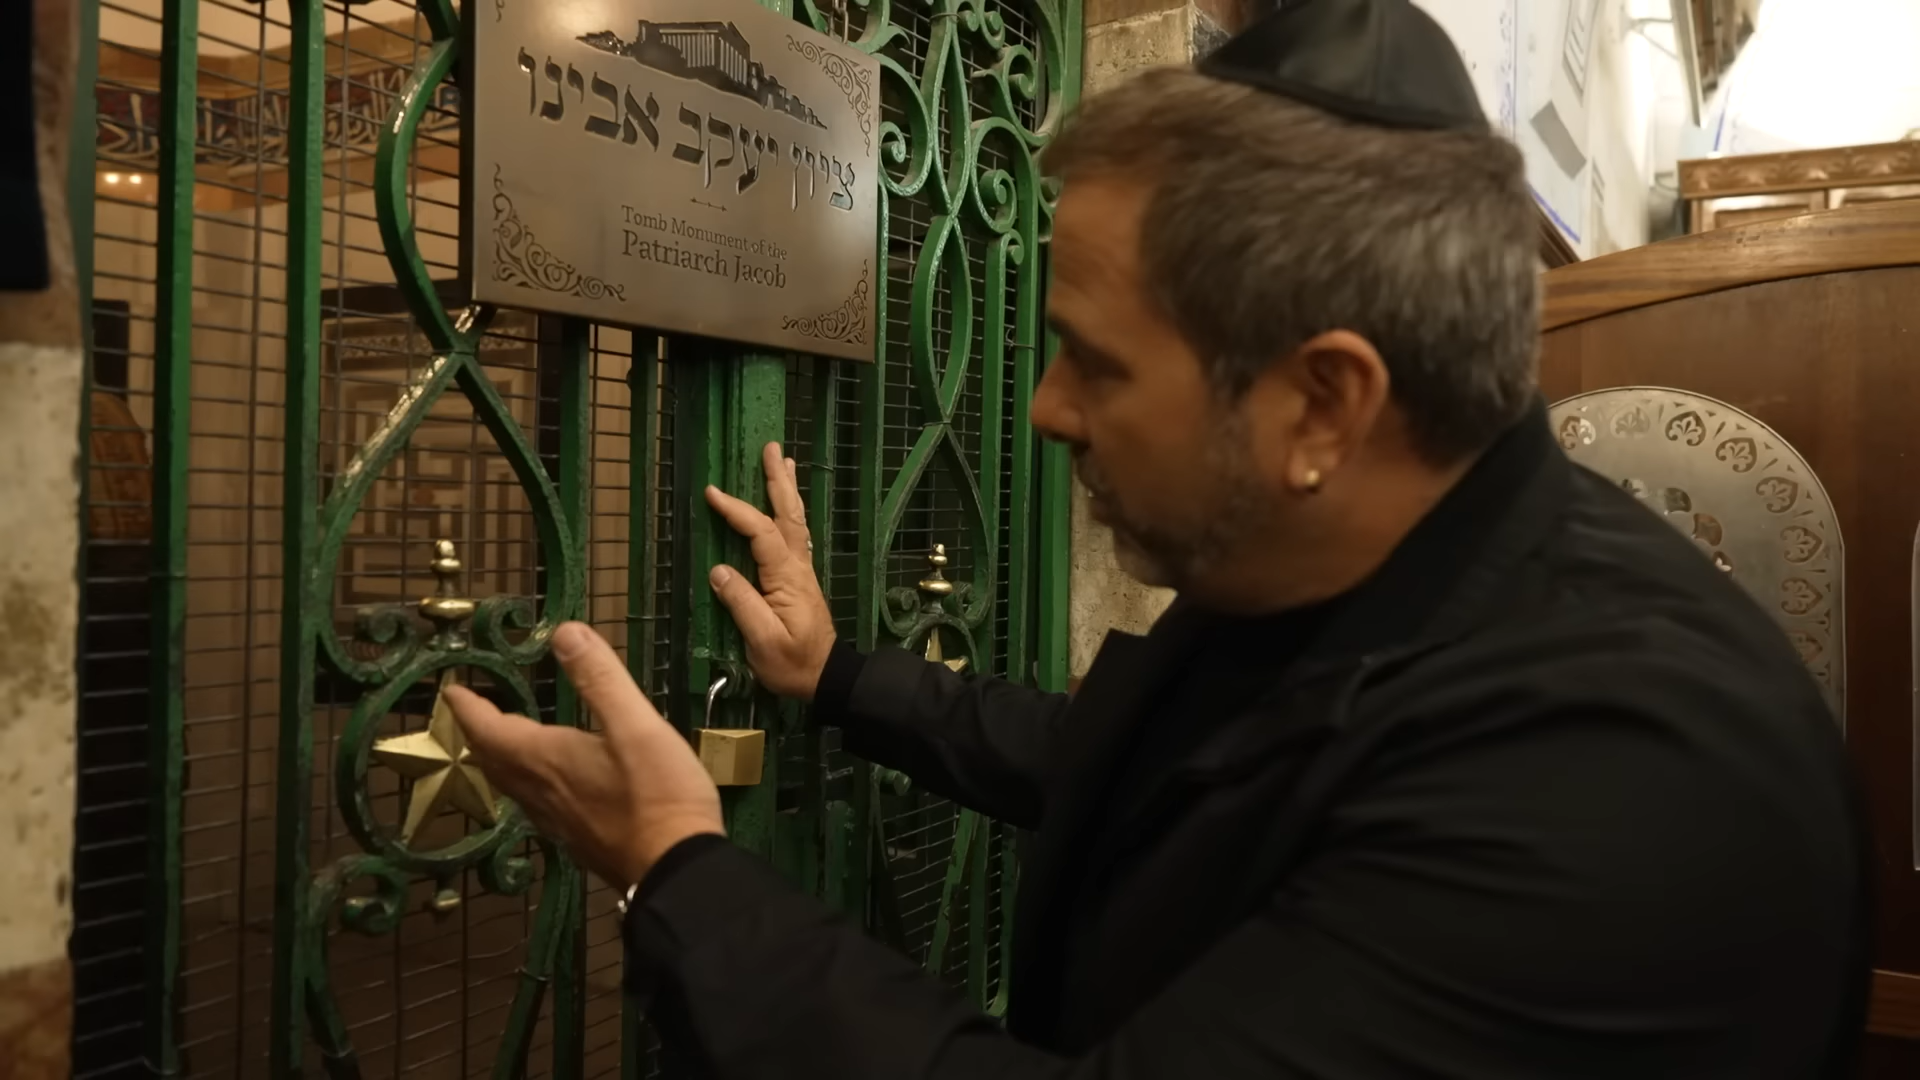 ציון יעקב אבינו
Tomb Monument of the
Patriarch Jacob